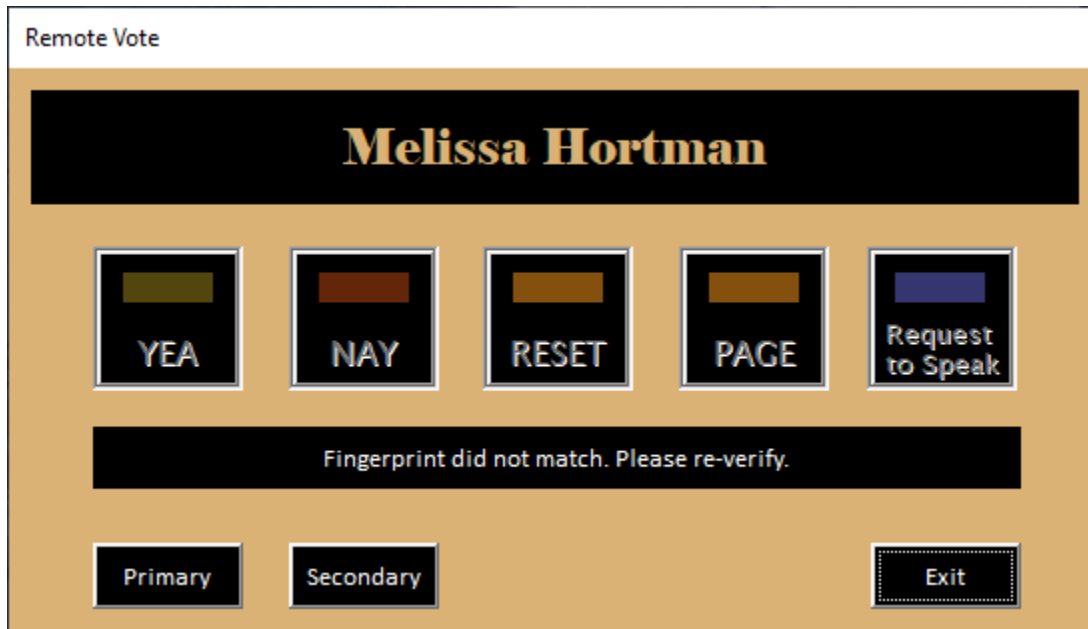 Remote Vote
Melissa Hortman
YEA
NAY
RESET
PAGE
Request
to Speak
Fingerprint did not match. Please re-verify.
Primary
Secondary
Exit